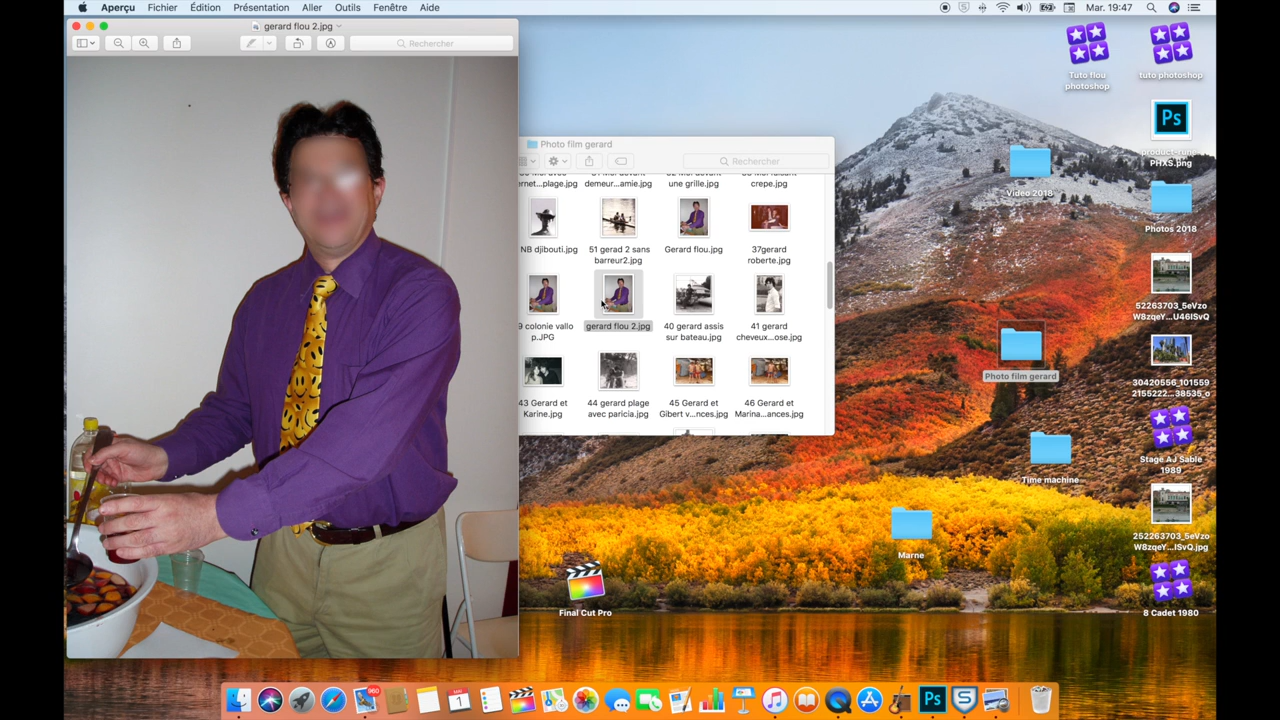 Aperçu Fichier Édition Présentation Aller Outils Fenêtre Aide
Mar. 19:47
gerard flou 2.jpg
Rechercher
Photo film gerard
Rechercher
demeur...amie.jpg
une grille.jpg
crepe.jpg
NB djibouti.jpg
51 gerad 2 sans
barreur2.jpg
Gerard flou.jpg
37gerard
roberte.jpg
9 colonie vallo
p.JPG
gerard flou 2.jpg
40 gerard assis
sur bateau.jpg
41 gerard
cheveux...ose.jpg
43 Gerard et
Karine.jpg
44 gerard plage
avec paricia.jpg
45 Gerard et
Gibert v...nces.jpg
46 Gerard et
Marina...ances.jpg
Tuto flou
photoshop
tuto photoshop
Ps
PHXS.png
Video 2018
Photos 2018
52263703_5eVzo
W8zqeY...U46ISvQ
Photo film gerard
30420556_101559
2155222...38535_o
Stage AJ Sable
1989
Time machine
252263703_5eVzo
W8zqeY...ISvQ.jpg
Marne
Final Cut Pro
8 Cadet 1980
960
MAI
1
Ps
S